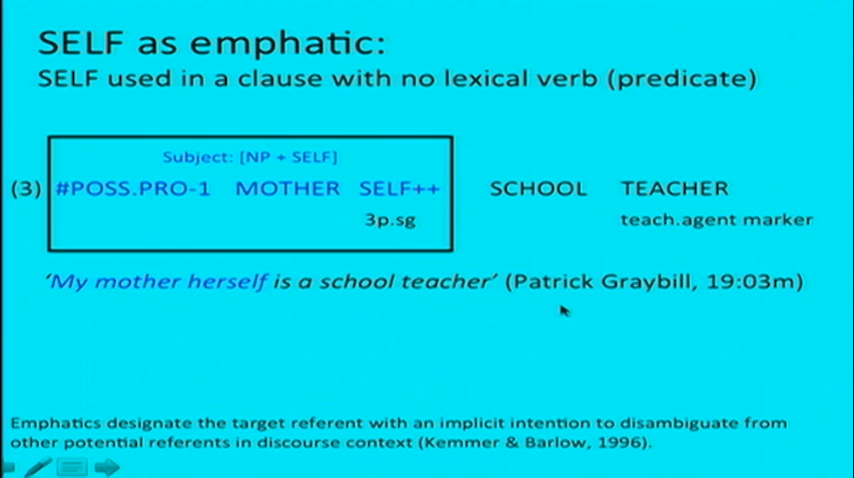 SELF as emphatic:
SELF used in a clause with no lexical verb (predicate)
Subject: [NP + SELF]
(3) #POSS.PRO-1 MOTHER SELF++ SCHOOL TEACHER
3p.sg teach.agent marker
‘My mother herself is a school teacher’ (Patrick Graybill, 19:03m)
Emphatics designate the target referent with an implicit intention to disambiguate from
other potential referents in discourse context (Kemmer & Barlow, 1996).